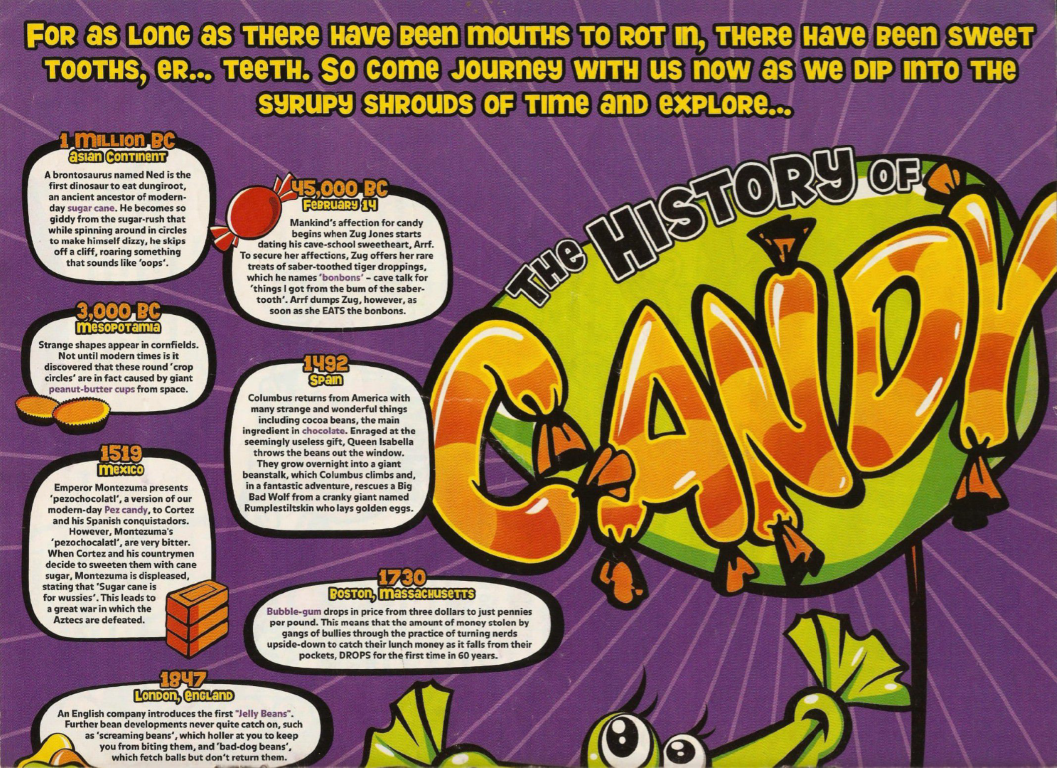 FOR AS LONG AS THERE HAVE BEEN MOUTHS TO ROT IN, THERE HAVE BEEN SWEET
TOOTHS, ER... TEETH. SO COME JOURNEY WITH US NOW AS WE DIP INTO THE
SYRUPY SHROUDS OF TIME AND EXPLORE...
THE HISTORY OF
CANDY
1 MILLION BC
ASIAN CONTINENT
A brontosaurus named Ned is the
first dinosaur to eat dungiroot,
an ancient ancestor of modern-
day sugar cane. He becomes so
giddy from the sugar-rush that
while spinning around in circles
to make himself dizzy, he skips
off a cliff, roaring something
that sounds like 'oops'.
45,000 BC
FEBRUARY 14
Mankind's affection for candy
begins when Zug Jones starts
dating his cave-school sweetheart, Arrf.
To secure her affections, Zug offers her rare
treats of saber-toothed tiger droppings,
which he names 'bonbons' – cave talk for
'things I got from the bum of the saber-
tooth'. Arrf dumps Zug, however, as
soon as she EATS the bonbons.
3,000 BC
MESOPOTAMIA
Strange shapes appear in cornfields.
Not until modern times is it
discovered that these round 'crop
circles' are in fact caused by giant
peanut-butter cups from space.
1492
SPAIN
Columbus returns from America with
many strange and wonderful things
including cocoa beans, the main
ingredient in chocolate. Enraged at the
seemingly useless gift, Queen Isabella
throws the beans out the window.
They grow overnight into a giant
beanstalk, which Columbus climbs and,
in a fantastic adventure, rescues a Big
Bad Wolf from a cranky giant named
Rumplestiltskin who lays golden eggs.
1519
MEXICO
Emperor Montezuma presents
'pezochocolatl', a version of our
modern-day Pez candy, to Cortez
and his Spanish conquistadors.
However, Montezuma's
'pezochocalatl', are very bitter.
When Cortez and his countrymen
decide to sweeten them with cane
sugar, Montezuma is displeased,
stating that 'Sugar cane is
for wussies'. This leads to
a great war in which the
Aztecs are defeated.
1730
BOSTON, MASSACHUSETTS
Bubble-gum drops in price from three dollars to just pennies
per pound. This means that the amount of money stolen by
gangs of bullies through the practice of turning nerds
upside-down to catch their lunch money as it falls from their
pockets, DROPS for the first time in 60 years.
1847
LONDON, ENGLAND
An English company introduces the first "Jelly Beans".
Further bean developments never quite catch on, such
as 'screaming beans', which holler at you to keep
you from biting them, and 'bad-dog beans',
which fetch balls but don't return them.